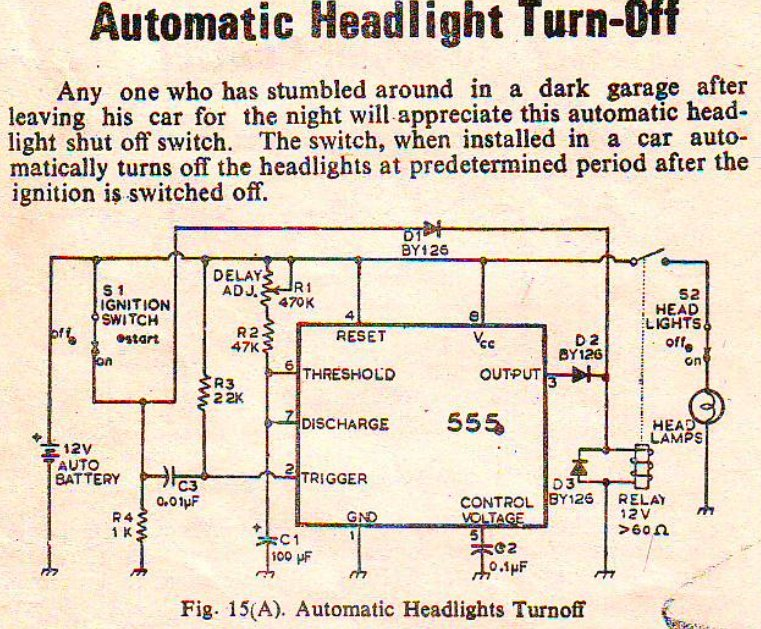 Automatic Headlight Turn-Off
Any one who has stumbled around in a dark garage after
leaving his car for the night will appreciate this automatic head-
light shut off switch. The switch, when installed in a car auto-
matically turns off the headlights at predetermined period after the
ignition is switched off.
D1
BY126
S1
IGNITION
SWITCH
off
start
on
DELAY
ADJ.
R1
470K
R2
47K
R3
22K
4
RESET
8
Vcc
6
THRESHOLD
7
DISCHARGE
2
TRIGGER
555
OUTPUT
3
D2
BY126
S2
HEAD
LIGHTS
off
on
HEAD
LAMPS
12V
AUTO
BATTERY
C3
0.01µF
R4
1K
C1
100 µF
GND
1
CONTROL
VOLTAGE
5
C2
0.1µF
D3
BY126
RELAY
12V
>60Ω
Fig. 15(A). Automatic Headlights Turnoff